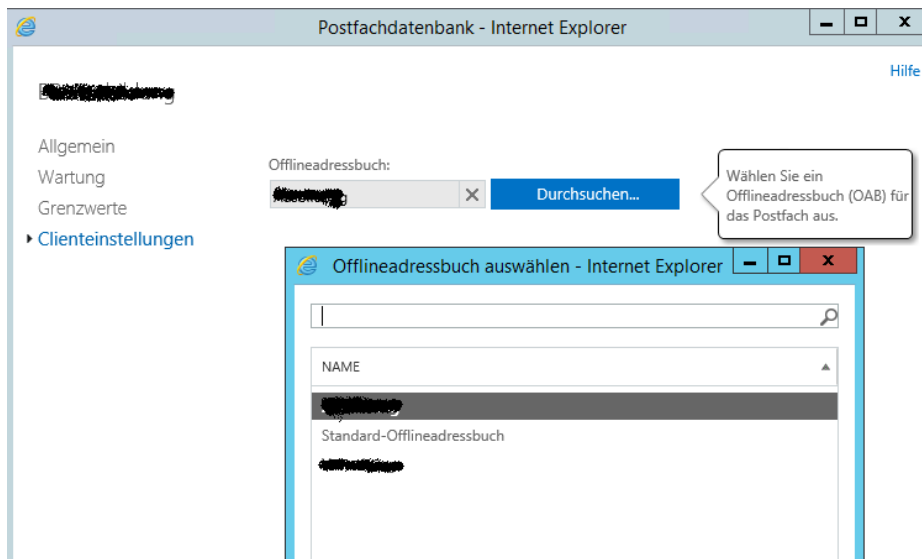 Postfachdatenbank - Internet Explorer
Hilfe
Allgemein
Wartung
Grenzwerte
Clienteinstellungen
Offlineadressbuch:
Durchsuchen...
Wählen Sie ein
Offlineadressbuch (OAB) für
das Postfach aus.
Offlineadressbuch auswählen - Internet Explorer
NAME
Standard-Offlineadressbuch